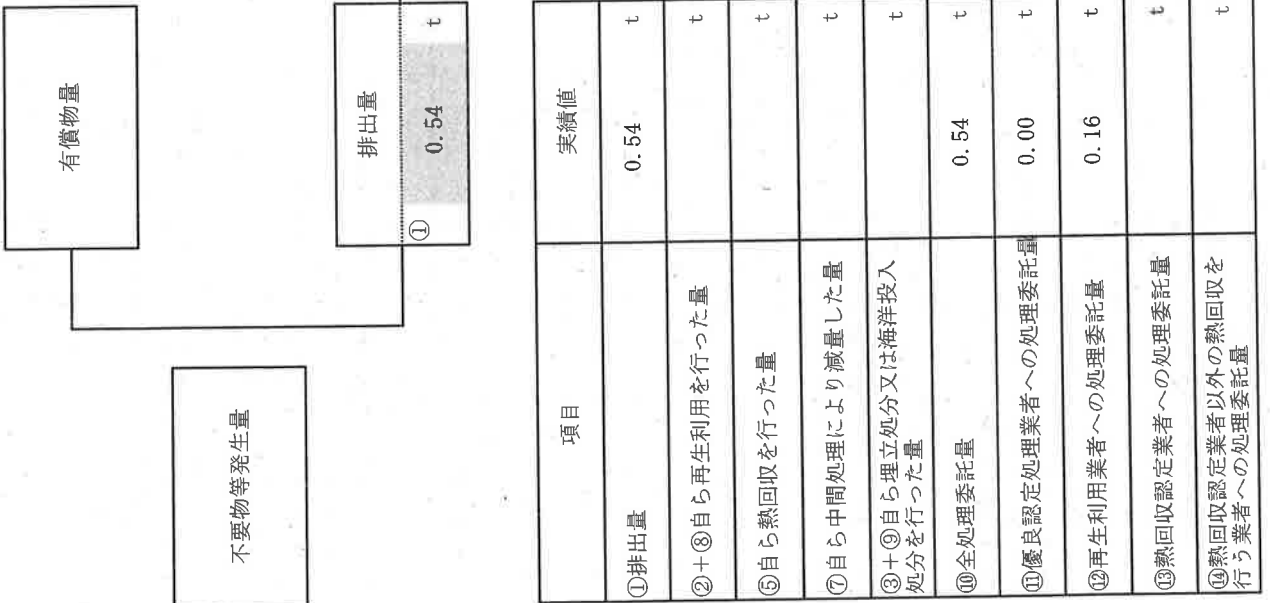 有償物量
不要物等発生量
排出量
① 0.54 t
項目 実績値
①排出量 0.54 t
②+⑧自ら再生利用を行った量 t
⑤自ら熱回収を行った量 t
⑦自ら中間処理により減量した量 t
③+⑨自ら埋立処分又は海洋投入
処分を行った量 t
⑩全処理委託量 0.54 t
⑪優良認定処理業者への処理委託量 0.00 t
⑫再生利用業者への処理委託量 0.16 t
⑬熱回収認定業者への処理委託量 t
⑭熱回収認定業者以外の熱回収を
行う業者への処理委託量 t